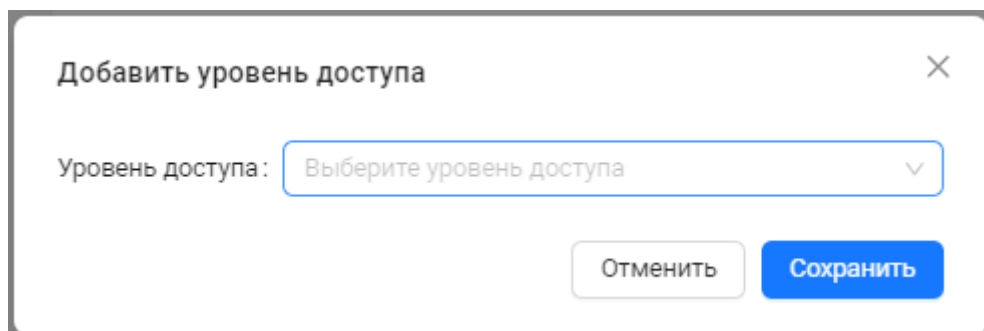 Добавить уровень доступа
Уровень доступа: Выберите уровень доступа
Отменить Сохранить